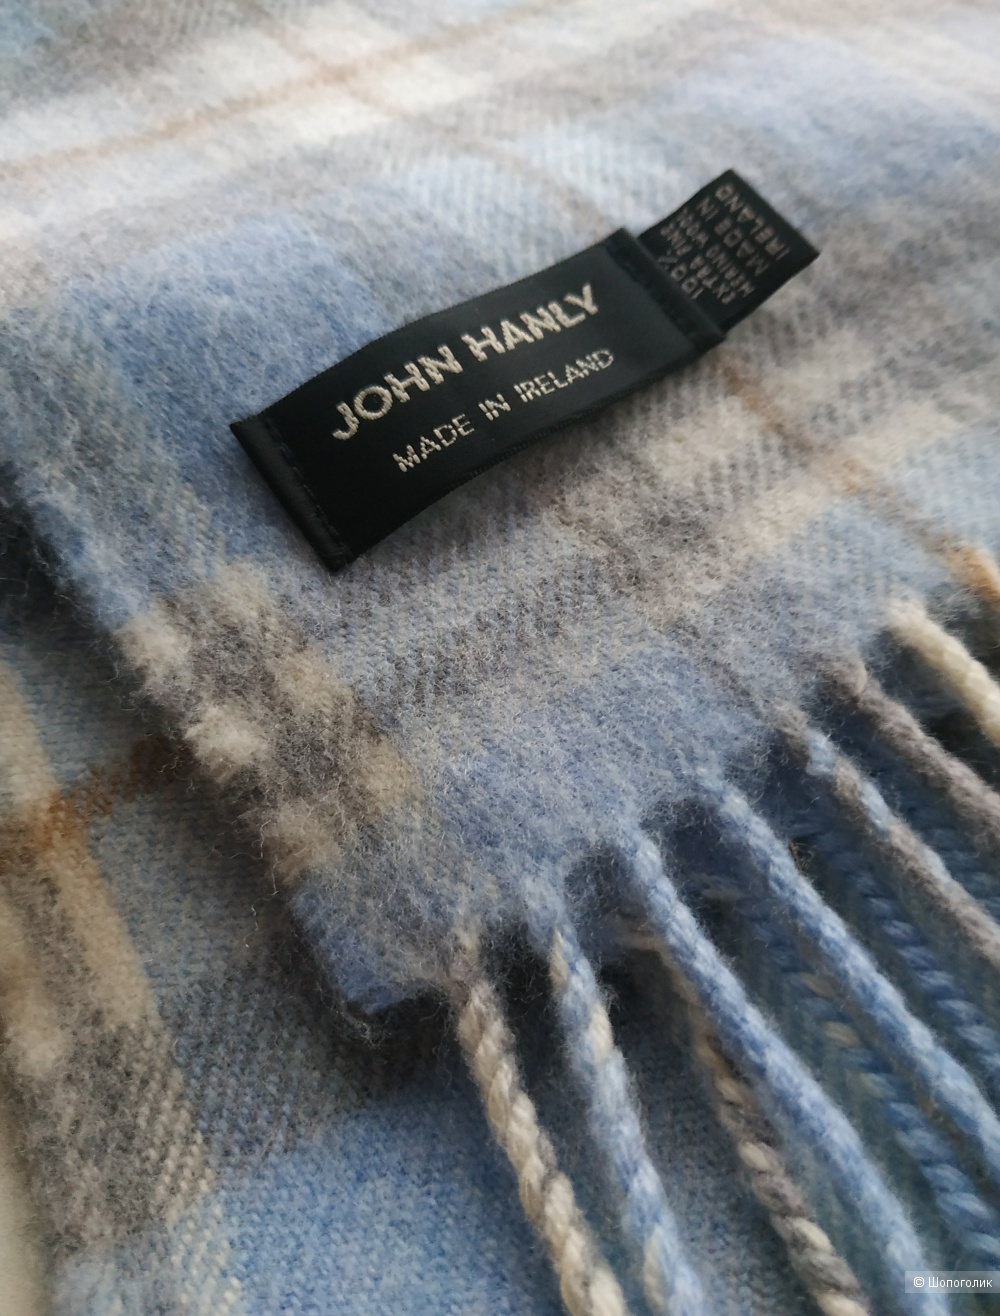 JOHN HANLY
MADE IN IRELAND
100%
EXTRA FINE
MERINO WOOL
MADE IN
IRELAND
© Шопоголик